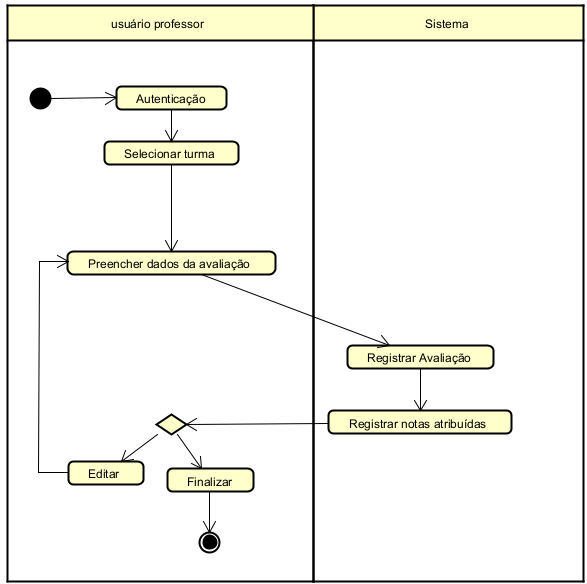 usuário professor
Sistema
Autenticação
Selecionar turma
Preencher dados da avaliação
Registrar Avaliação
Registrar notas atribuídas
Editar
Finalizar